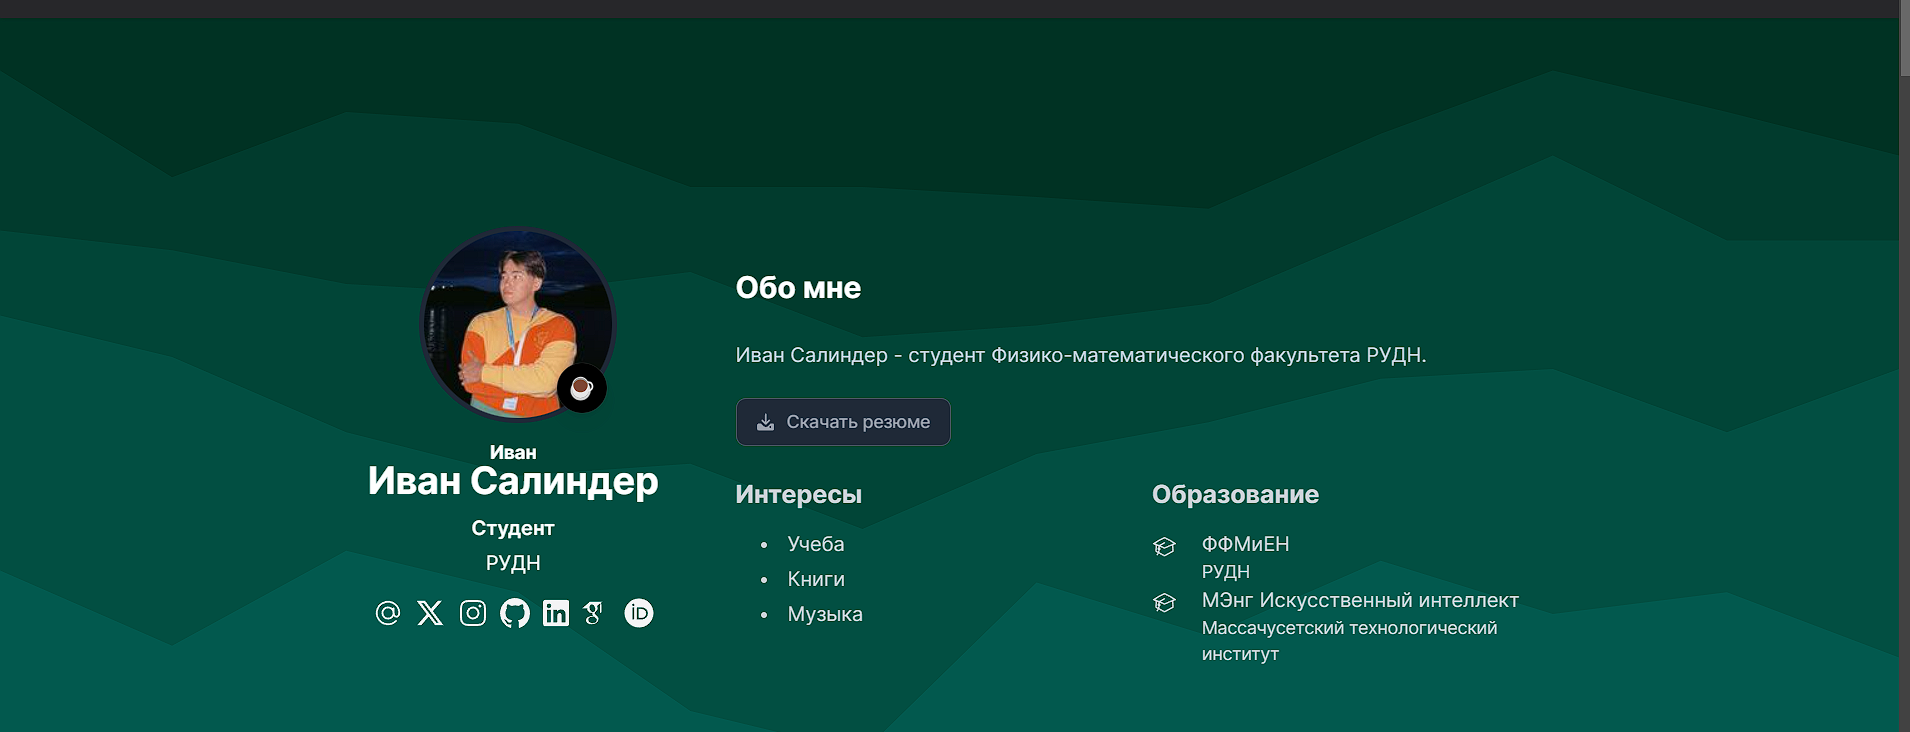 Иван
Иван Салиндер
Студент
РУДН
Обо мне
Иван Салиндер - студент Физико-математического факультета РУДН.
Скачать резюме
Интересы
Учеба
Книги
Музыка
Образование
ФФМиЕН
РУДН
МЭнг Искусственный интеллект
Массачусетский технологический
институт